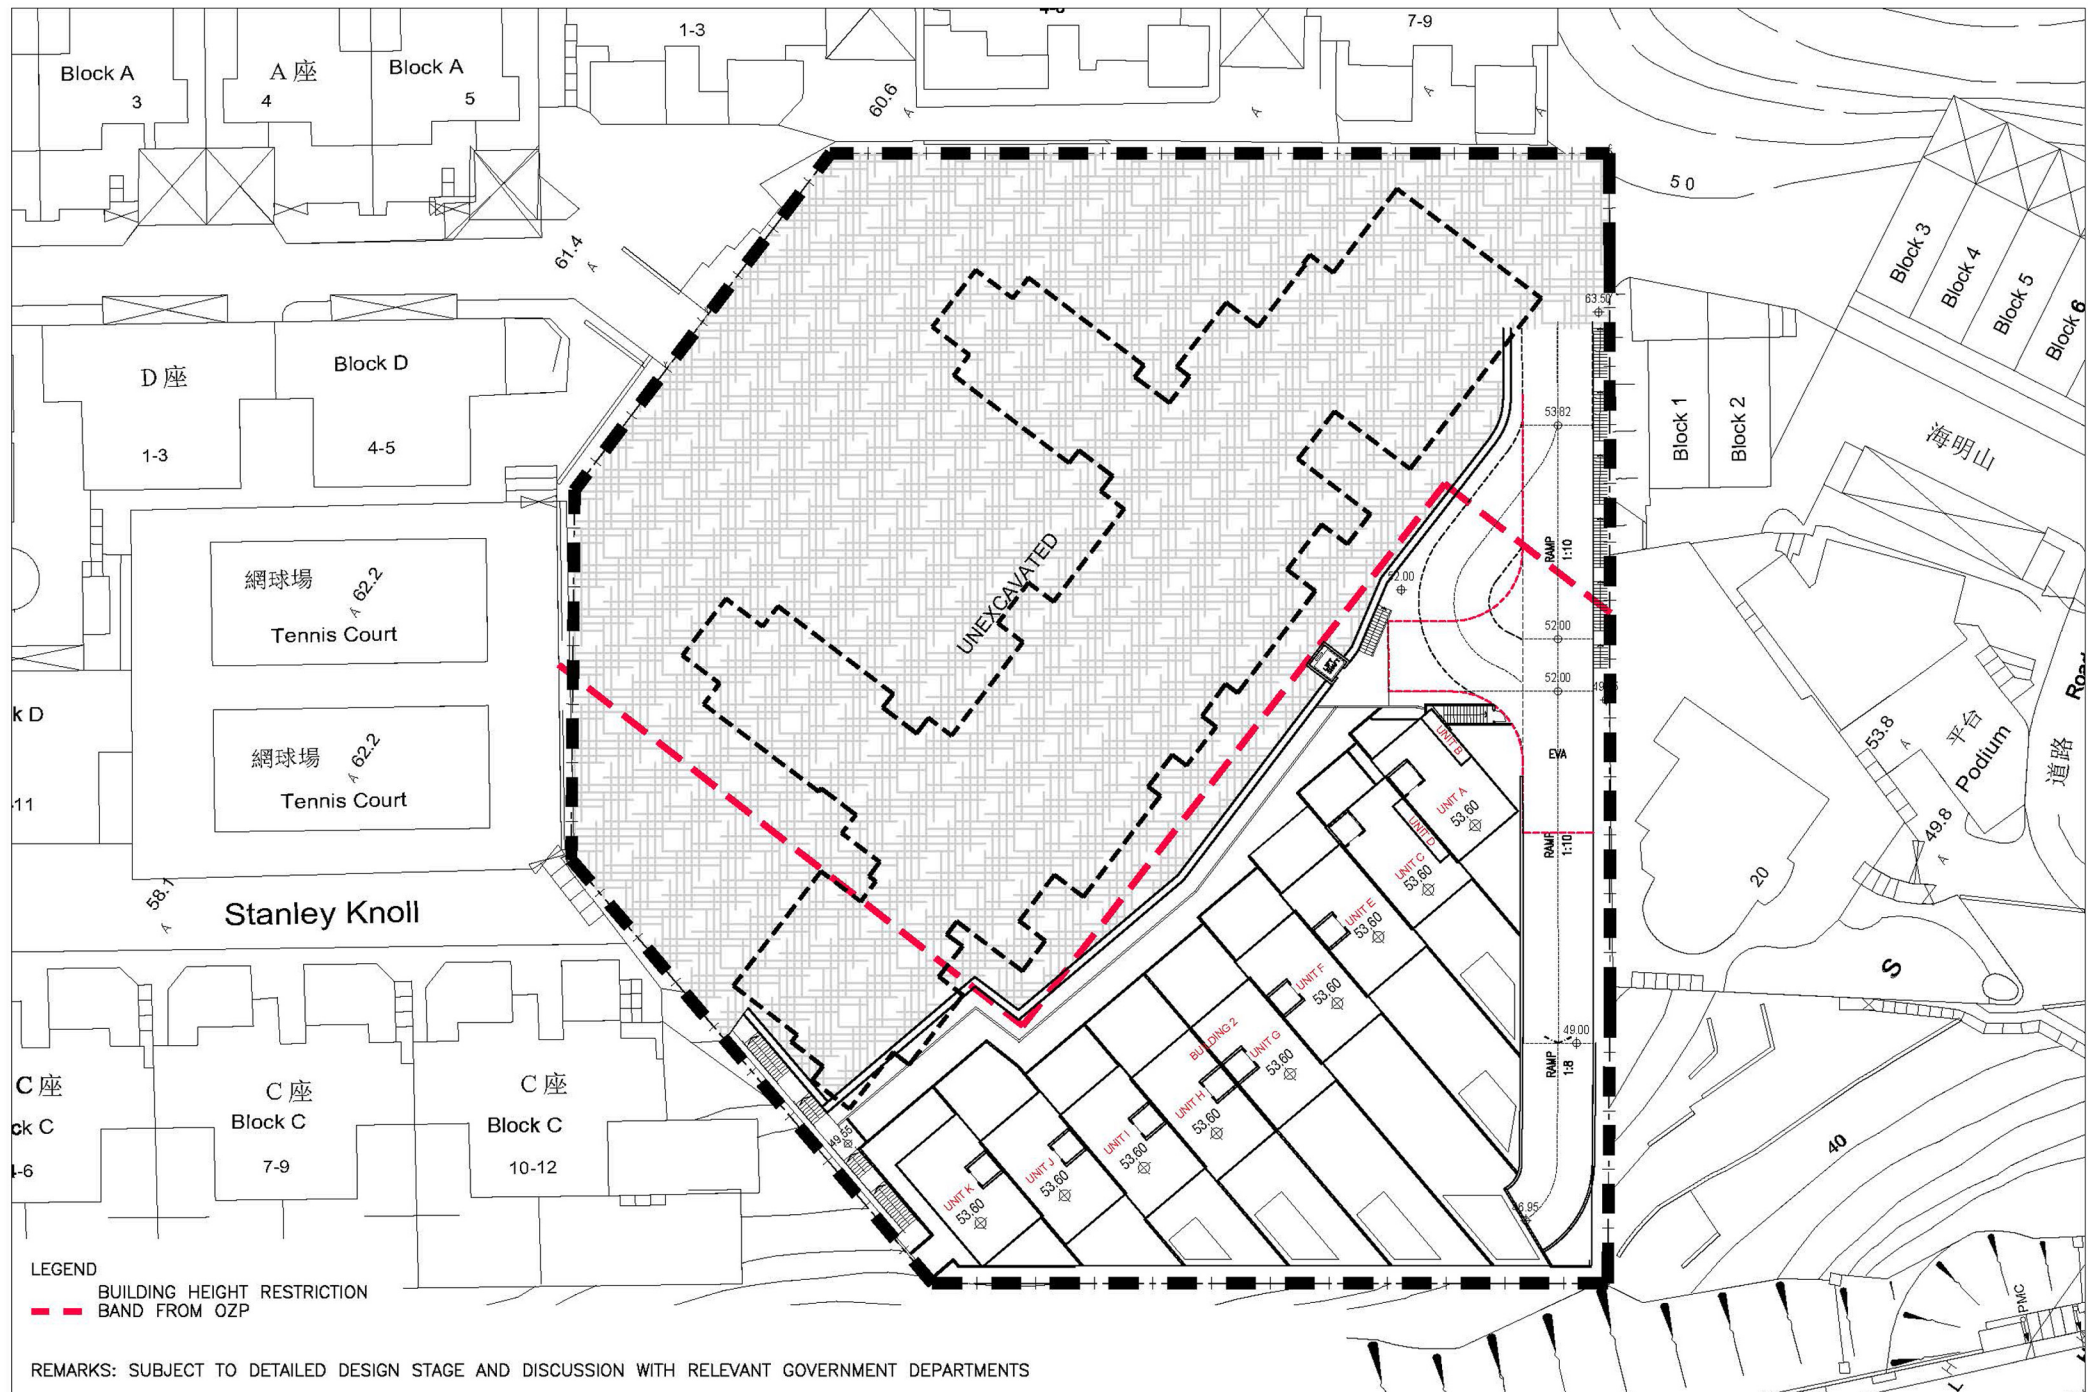 1-3
7-9
Block A
3
A 座
4
Block A
5
60.6
61.4
50
63.50
Block 3
Block 4
Block 5
Block 6
D 座
Block D
1-3
4-5
53.82
Block 1
Block 2
海明山
網球場
62.2
Tennis Court
UNEXCAVATED
RAMP
1:10
52.00
52.00
52.00
網球場
62.2
Tennis Court
k D
-11
UNIT B
EVA
UNIT A
53.60
UNIT D
UNIT C
53.60
RAMP
1:10
53.8
平台
Podium
道路
Road
49.8
20
58.1
Stanley Knoll
UNIT E
53.60
UNIT F
53.60
S
BUILDING 2
UNIT G
53.60
49.00
RAMP
1:8
UNIT H
53.60
UNIT I
53.60
UNIT J
53.60
UNIT K
53.60
49.55
46.95
40
C 座
ck C
4-6
C 座
Block C
7-9
C 座
Block C
10-12
PMC
LEGEND
BUILDING HEIGHT RESTRICTION
BAND FROM OZP
REMARKS: SUBJECT TO DETAILED DESIGN STAGE AND DISCUSSION WITH RELEVANT GOVERNMENT DEPARTMENTS